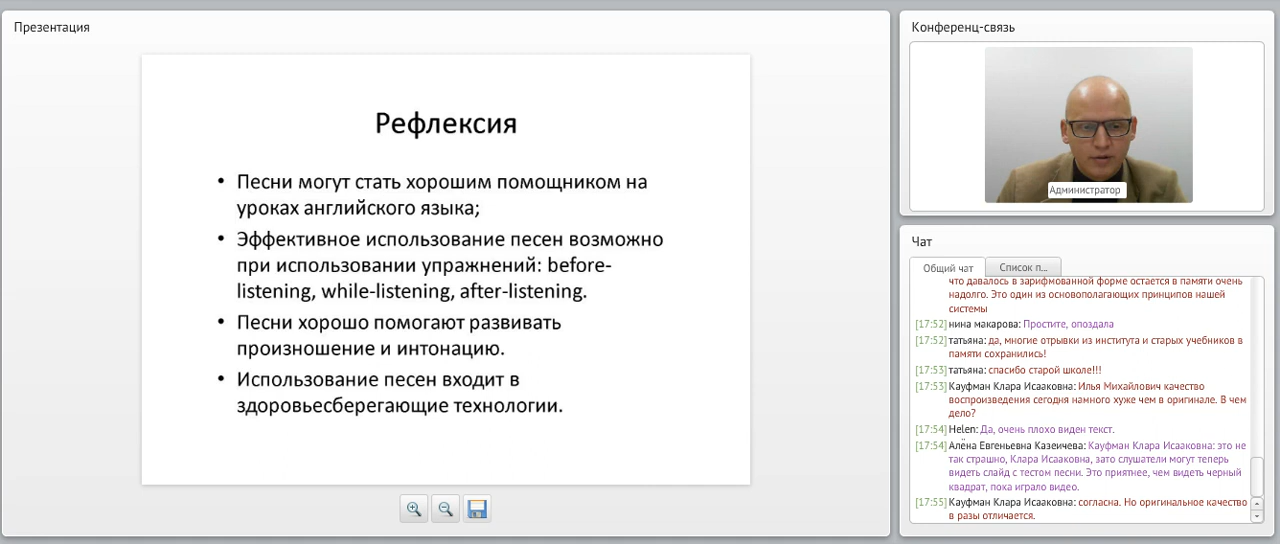 Презентация
Рефлексия
• Песни могут стать хорошим помощником на
уроках английского языка;
• Эффективное использование песен возможно
при использовании упражнений: before-
listening, while-listening, after-listening.
• Песни хорошо помогают развивать
произношение и интонацию.
• Использование песен входит в
здоровьесберегающие технологии.
Конференц-связь
Администратор
Чат
Общий чат
Список п...
что давалось в зарифмованной форме остается в памяти очень
надолго. Это один из основополагающих принципов нашей
системы
[17:52] нина макарова: Простите, опоздала
[17:52] татьяна: да, многие отрывки из института и старых учебников в
памяти сохранились!
[17:53] татьяна: спасибо старой школе!!!
[17:53] Кауфман Клара Исааковна: Илья Михайлович качество
воспроизведения сегодня намного хуже чем в оригинале. В чем
дело?
[17:54] Helen: Да, очень плохо виден текст.
[17:54] Алёна Евгеньевна Казеичева: Кауфман Клара Исааковна: это не
так страшно, Клара Исааковна, зато слушатели могут теперь
видеть слайд с тестом песни. Это приятнее, чем видеть черный
квадрат, пока играло видео.
[17:55] Кауфман Клара Исааковна: согласна. Но оригинальное качество
в разы отличается.